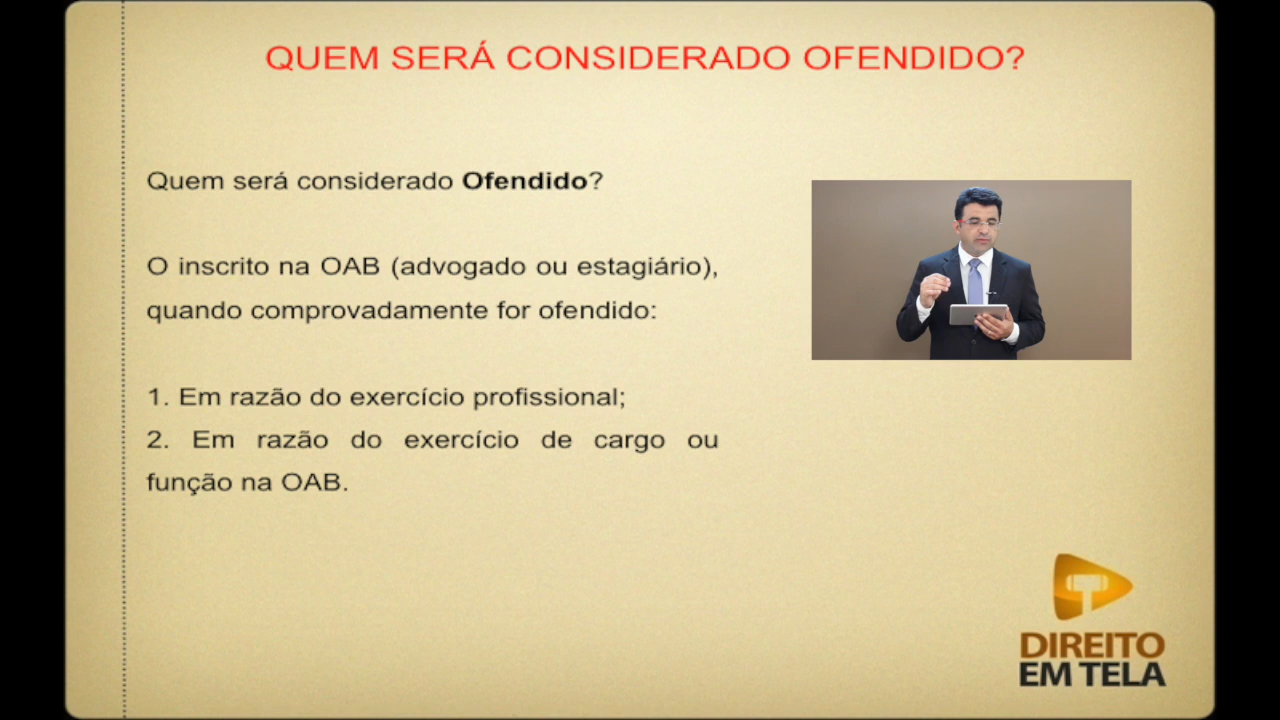 QUEM SERÁ CONSIDERADO OFENDIDO?
Quem será considerado Ofendido?
O inscrito na OAB (advogado ou estagiário),
quando comprovadamente for ofendido:
1. Em razão do exercício profissional;
2. Em razão do exercício de cargo ou
função na OAB.
DIREITO
EM TELA